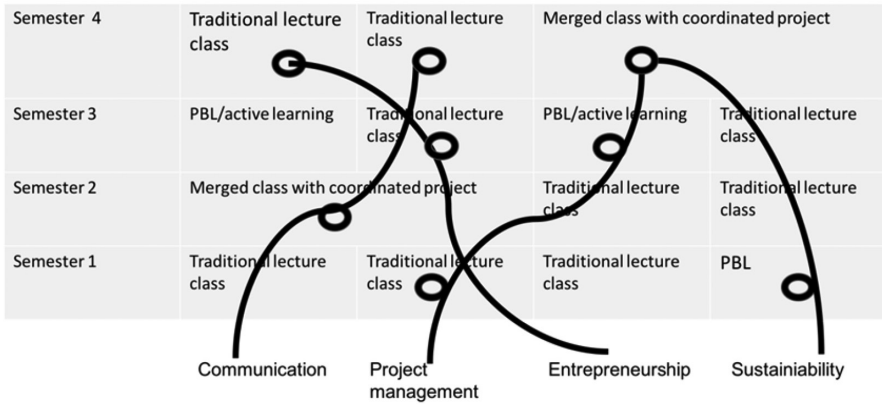 Semester 4
Traditional lecture
class
Traditional lecture
class
Merged class with coordinated project
Semester 3
PBL/active learning
Traditional lecture
class
PBL/active learning
Traditional lecture
class
Semester 2
Merged class with coordinated project
Traditional lecture
class
Traditional lecture
class
Semester 1
Traditional lecture
class
Traditional lecture
class
Traditional lecture
class
PBL
Communication
Project
management
Entrepreneurship
Sustainiability